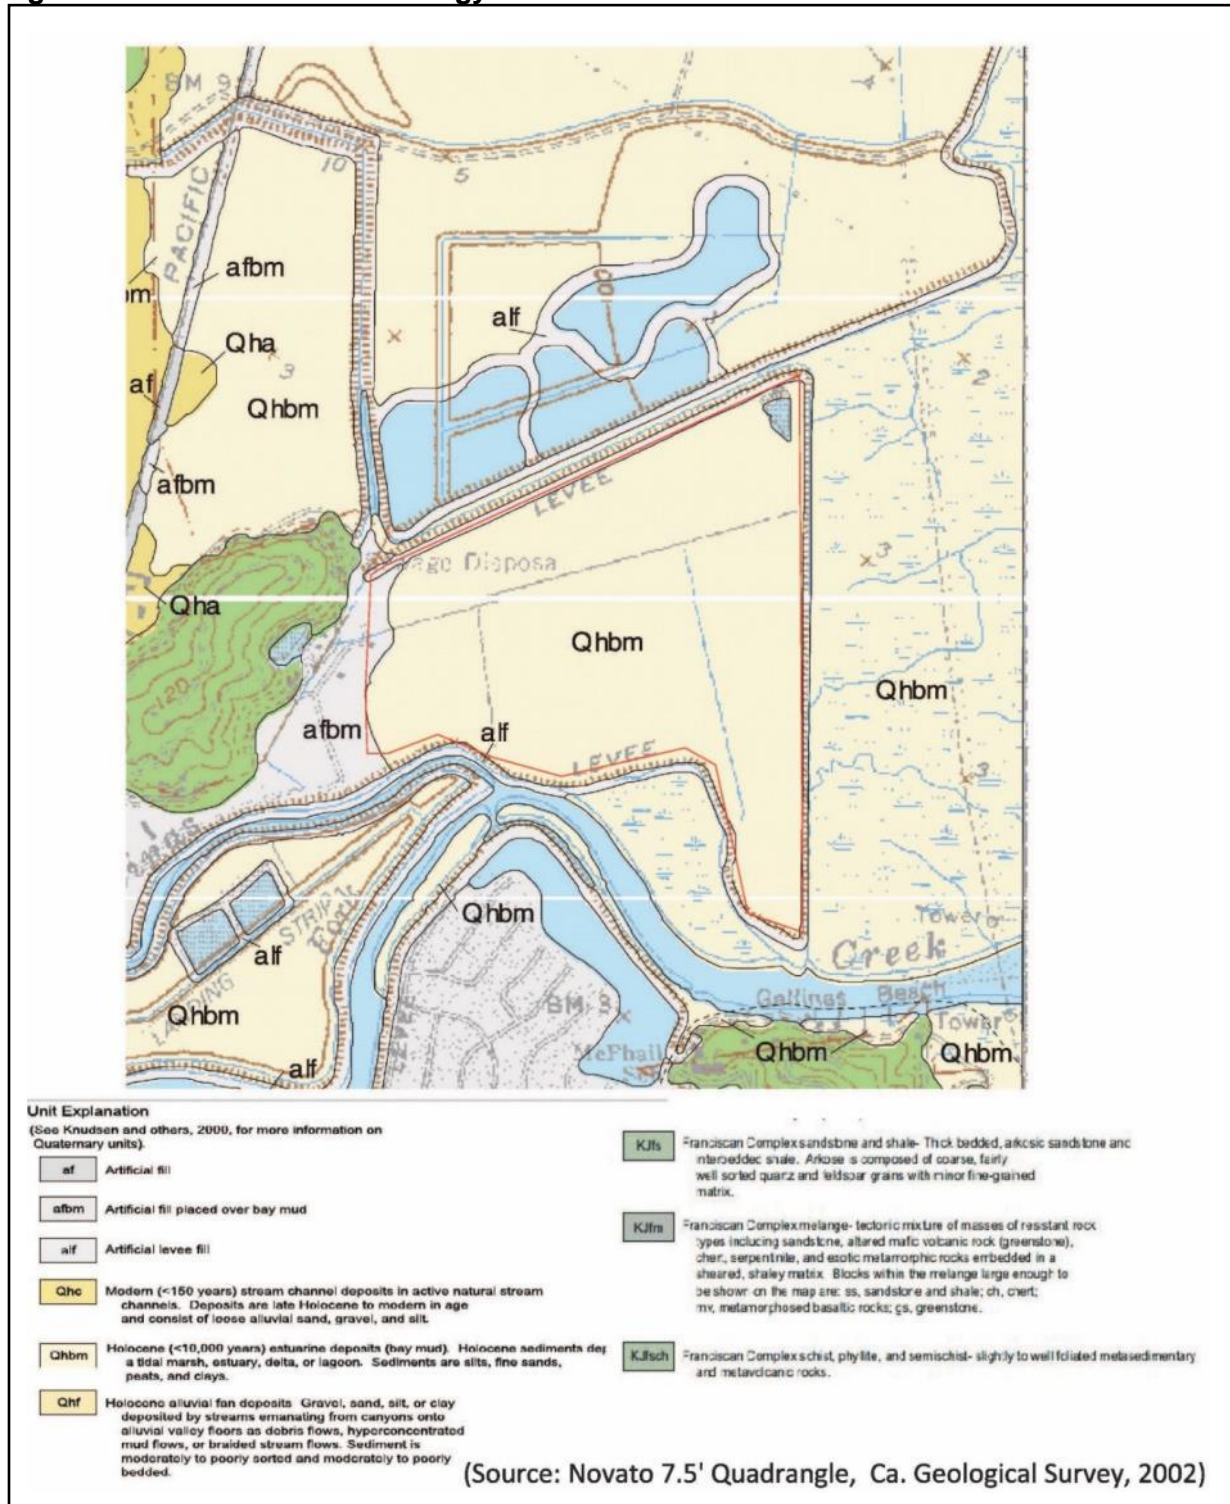 BM 9
10
5
4
PACIFIC
afbm
om
alf
Qha
3
af
Qhbm
2
afbm
LEVEE
3
age Disposa
Qha
Qhbm
Qhbm
120
afbm
alf
LEVEE
3
Qhbm
STRIP
Tower
alf
Creek
LANDING
LEVEE
Gallinas Beach
Qhbm
BM 3
Tower
McPhail
Qhbm
Qhbm
alf
Unit Explanation
(See Knudsen and others, 2000, for more information on
Quaternary units).
af Artificial fill
afbm Artificial fill placed over bay mud
alf Artificial levee fill
Qhc Modern (<150 years) stream channel deposits in active natural stream
channels. Deposits are late Holocene to modern in age
and consist of loose alluvial sand, gravel, and silt.
Qhbm Holocene (<10,000 years) estuarine deposits (bay mud). Holocene sediments dep
a tidal marsh, estuary, delta, or lagoon. Sediments are silts, fine sands,
peats, and clays.
Qhf Holocene alluvial fan deposits Gravel, sand, silt, or clay
deposited by streams emanating from canyons onto
alluvial valley floors as debris flows, hyperconcentrated
mud flows, or braided stream flows. Sediment is
moderately to poorly sorted and moderately to poorly
bedded.
KJfs Franciscan Complex sandstone and shale- Thick bedded, arkosic sandstone and
interbedded shale. Arkose is composed of coarse, fairly
well sorted quartz and feldspar grains with minor fine-grained
matrix.
KJfm Franciscan Complex melange- tectonic mixture of masses of resistant rock
types including sandstone, altered mafic volcanic rock (greenstone),
chert, serpentinite, and exotic metamorphic rocks embedded in a
sheared, shaley matrix. Blocks within the melange large enough to
be shown on the map are: ss, sandstone and shale; ch, chert;
mv, metamorphosed basaltic rocks; gs, greenstone.
KJfsch Franciscan Complex schist, phyllite, and semischist- slightly to well foliated metasedimentary
and metavolcanic rocks.
(Source: Novato 7.5' Quadrangle, Ca. Geological Survey, 2002)